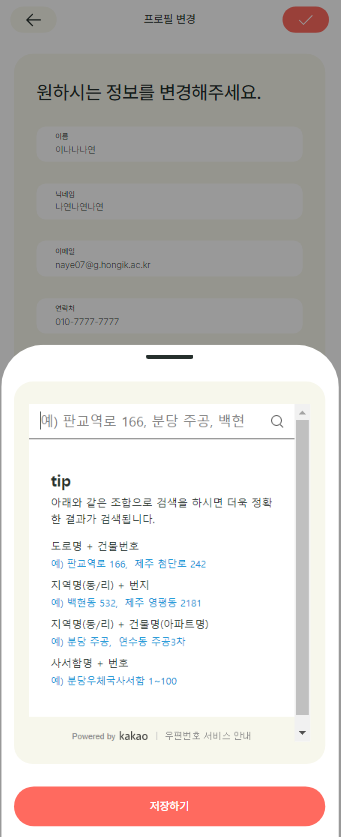 프로필 변경
원하시는 정보를 변경해주세요.
이름
이나나나연
닉네임
나연나연나연
이메일
naye07@g.hongik.ac.kr
연락처
010-7777-7777
예) 판교역로 166, 분당 주공, 백현
tip
아래와 같은 조합으로 검색을 하시면 더욱 정확
한 결과가 검색됩니다.
도로명 + 건물번호
예) 판교역로 166, 제주 첨단로 242
지역명(동/리) + 번지
예) 백현동 532, 제주 영평동 2181
지역명(동/리) + 건물명(아파트명)
예) 분당 주공, 연수동 주공3차
사서함명 + 번호
예) 분당우체국사서함 1~100
Powered by kakao | 우편번호 서비스 안내
저장하기